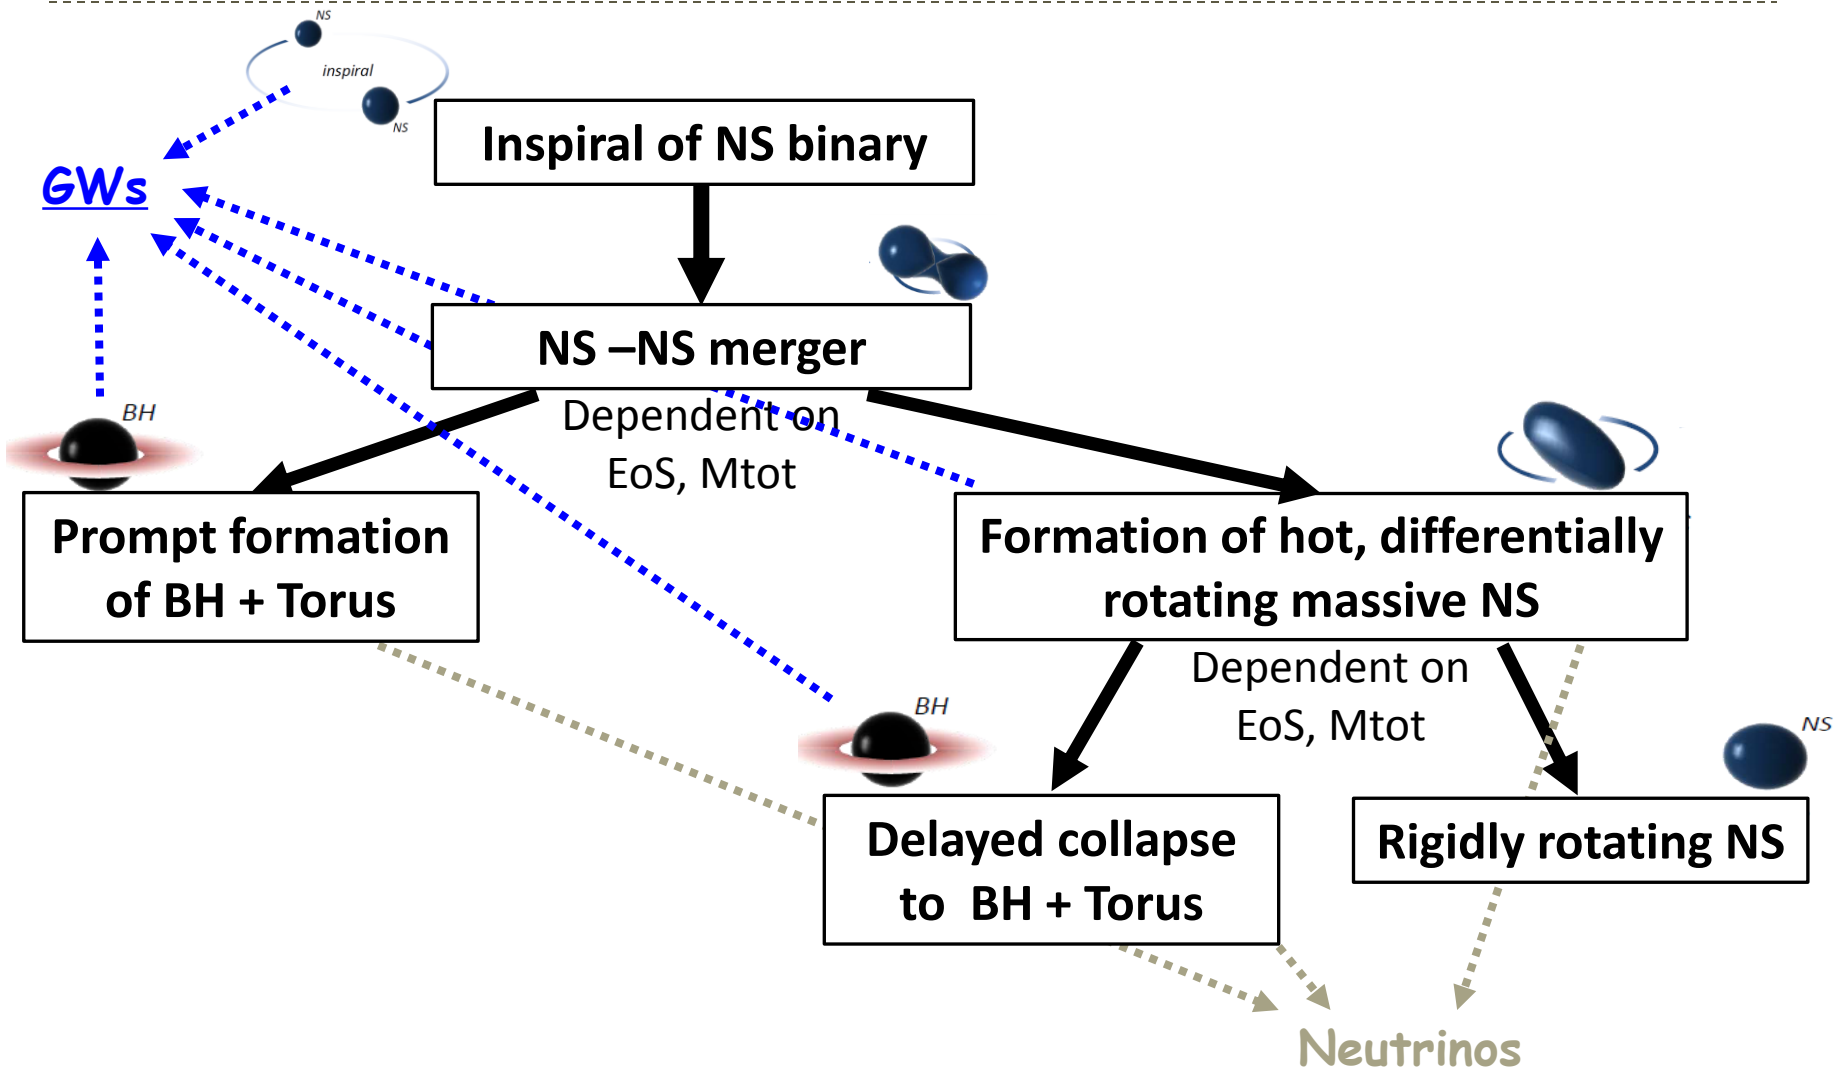 NS
inspiral
NS
Inspiral of NS binary
GWs
NS –NS merger
BH
Dependent on
EoS, Mtot
Prompt formation
of BH + Torus
Formation of hot, differentially
rotating massive NS
Dependent on
EoS, Mtot
BH
NS
Delayed collapse
to BH + Torus
Rigidly rotating NS
Neutrinos